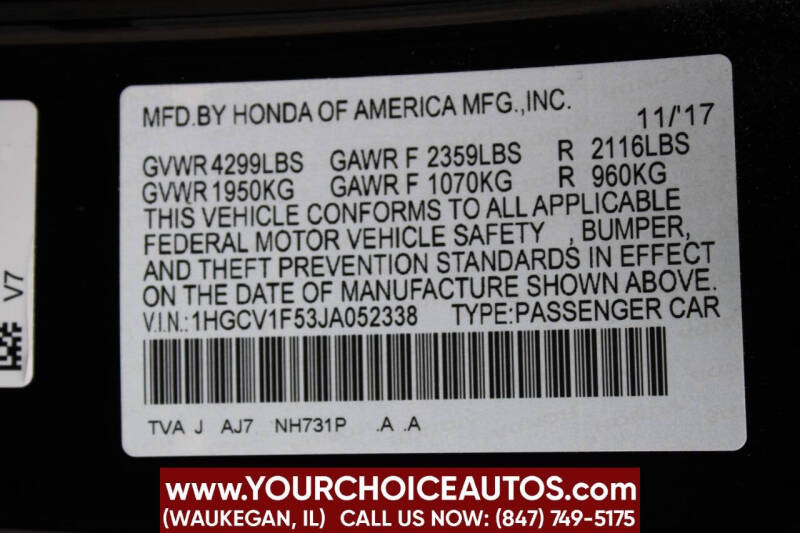 MFD.BY HONDA OF AMERICA MFG.,INC. 11/'17
GVWR 4299LBS GAWR F 2359LBS R 2116LBS
GVWR 1950KG GAWR F 1070KG R 960KG
THIS VEHICLE CONFORMS TO ALL APPLICABLE
FEDERAL MOTOR VEHICLE SAFETY , BUMPER,
AND THEFT PREVENTION STANDARDS IN EFFECT
ON THE DATE OF MANUFACTURE SHOWN ABOVE.
V.I.N.:1HGCV1F53JA052338 TYPE:PASSENGER CAR
TVA J AJ7 NH731P .A .A
V7
www.YOURCHOICEAUTOS.com
(WAUKEGAN, IL) CALL US NOW: (847) 749-5175